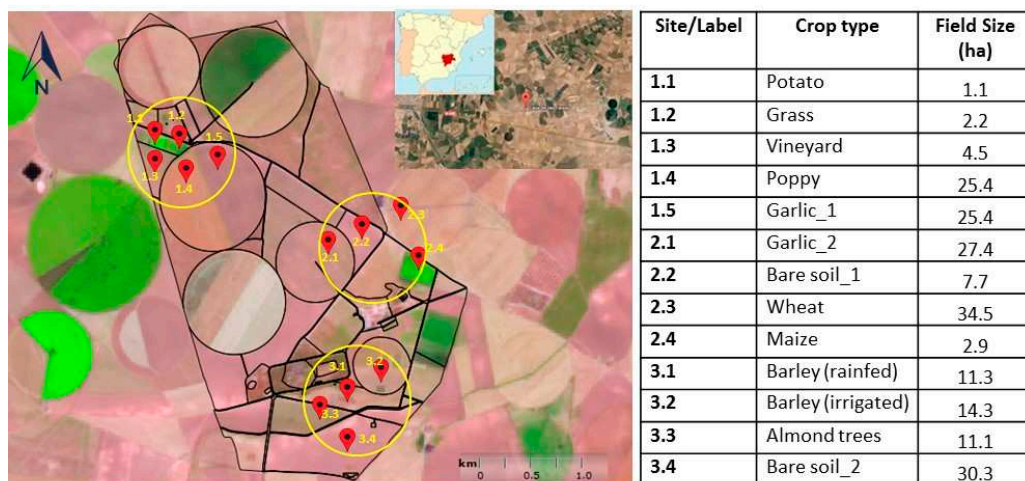 N
1.1
1.2
1.5
1.3
1.4
2.3
2.2
2.1
2.4
3.1
3.2
3.3
3.4
km
0 0.5 1.0
Site/Label Crop type Field Size (ha)
1.1 Potato 1.1
1.2 Grass 2.2
1.3 Vineyard 4.5
1.4 Poppy 25.4
1.5 Garlic_1 25.4
2.1 Garlic_2 27.4
2.2 Bare soil_1 7.7
2.3 Wheat 34.5
2.4 Maize 2.9
3.1 Barley (rainfed) 11.3
3.2 Barley (irrigated) 14.3
3.3 Almond trees 11.1
3.4 Bare soil_2 30.3